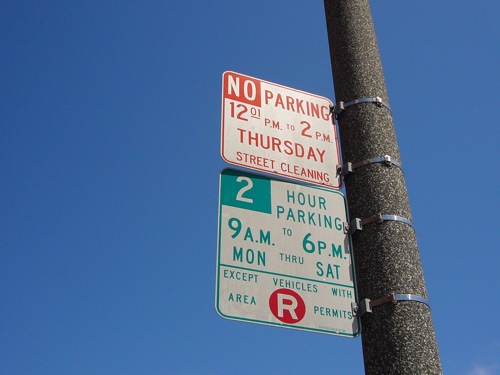 NO PARKING
12 01 P.M. TO 2 P.M.
THURSDAY
STREET CLEANING
2 HOUR
PARKING
9 A.M. TO 6 P.M.
MON THRU SAT
EXCEPT VEHICLES WITH
AREA R PERMITS